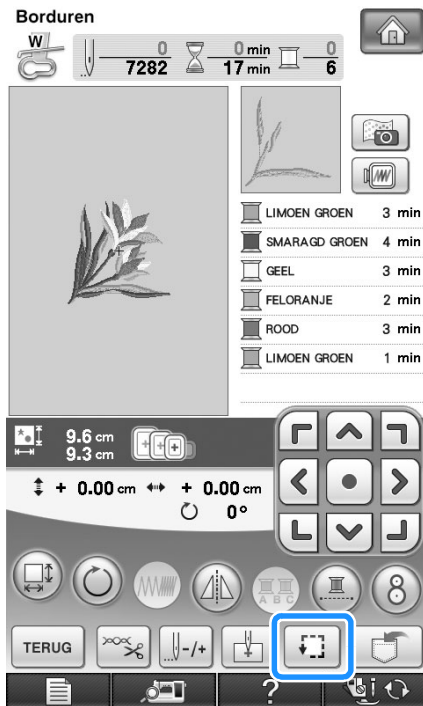 Borduren
W
0 0 min 0
7282 17 min 6
LIMOEN GROEN 3 min
SMARAGD GROEN 4 min
GEEL 3 min
FELORANJE 2 min
ROOD 3 min
LIMOEN GROEN 1 min
9.6 cm
9.3 cm
+ 0.00 cm + 0.00 cm
0°
A B C
8
TERUG -/+
?